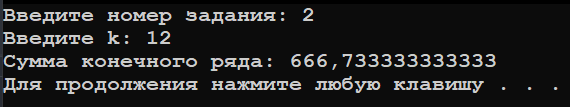 Введите номер задания: 2
Введите k: 12
Сумма конечного ряда: 666,733333333333
Для продолжения нажмите любую клавишу . . .